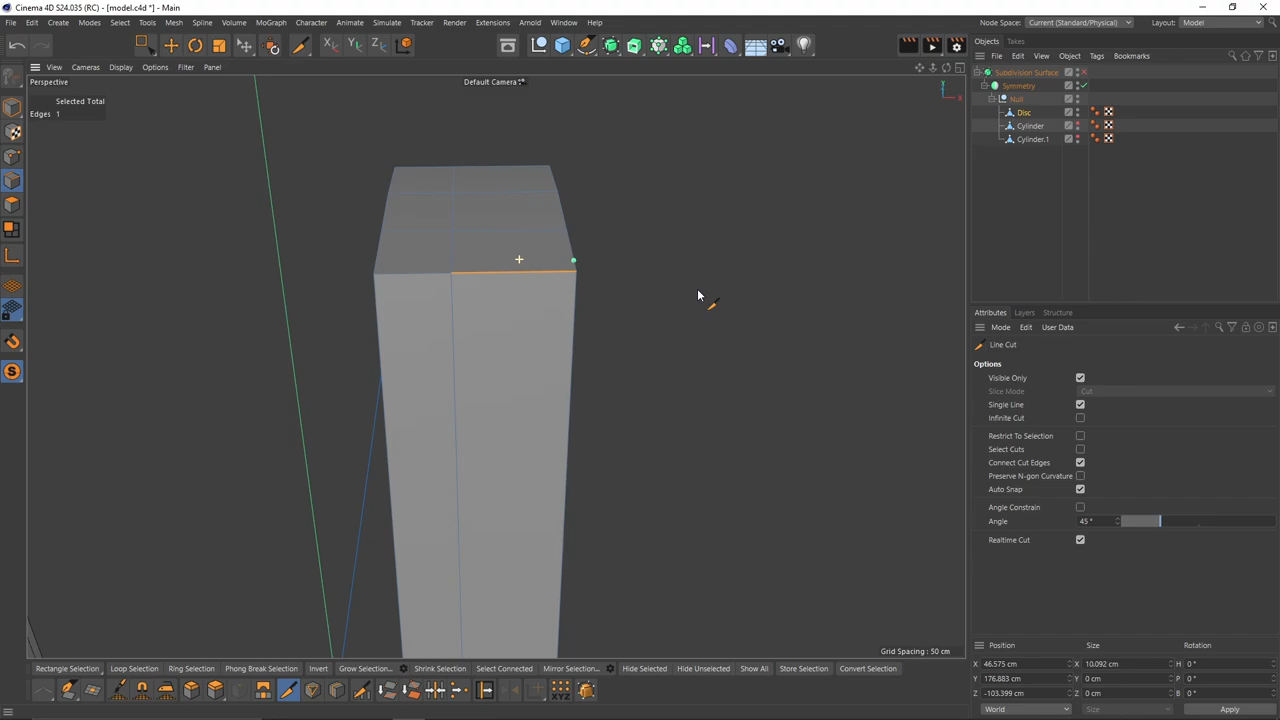 Cinema 4D S24.035 (RC) - [model.c4d *] - Main
File Edit Create Modes Select Tools Mesh Spline Volume MoGraph Character Animate Simulate Tracker Render Extensions Arnold Window Help
Node Space: Current (Standard/Physical) Layout: Model
X Y Z
Objects Takes
File Edit View Object Tags Bookmarks
View Cameras Display Options Filter Panel
Perspective
Default Camera
Selected Total
Edges 1
Subdivision Surface
Symmetry
Null
Disc
Cylinder
Cylinder.1
Attributes Layers Structure
Mode Edit User Data
Line Cut
Options
Visible Only
Slice Mode Cut
Single Line
Infinite Cut
Restrict To Selection
Select Cuts
Connect Cut Edges
Preserve N-gon Curvature
Auto Snap
Angle Constrain
Angle 45 °
Realtime Cut
Grid Spacing : 50 cm
Position Size Rotation
X 46.575 cm X 10.092 cm H 0 °
Y 176.883 cm Y 0 cm P 0 °
Z -103.399 cm Z 0 cm B 0 °
World Size Apply
Rectangle Selection Loop Selection Ring Selection Phong Break Selection Invert Grow Selection... Shrink Selection Select Connected Mirror Selection... Hide Selected Hide Unselected Show All Store Selection Convert Selection
XYZ